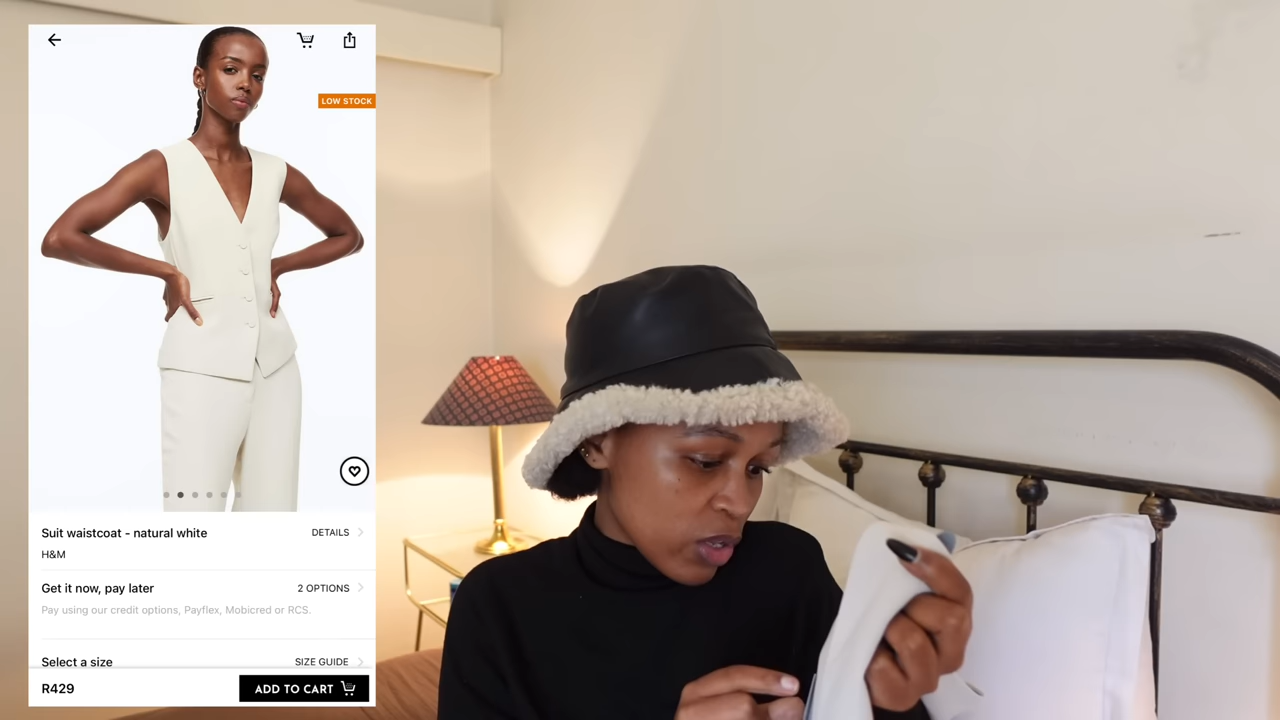 LOW STOCK
Suit waistcoat - natural white
DETAILS
H&M
Get it now, pay later
2 OPTIONS
Pay using our credit options, Payflex, Mobicred or RCS.
Select a size
SIZE GUIDE
R429
ADD TO CART